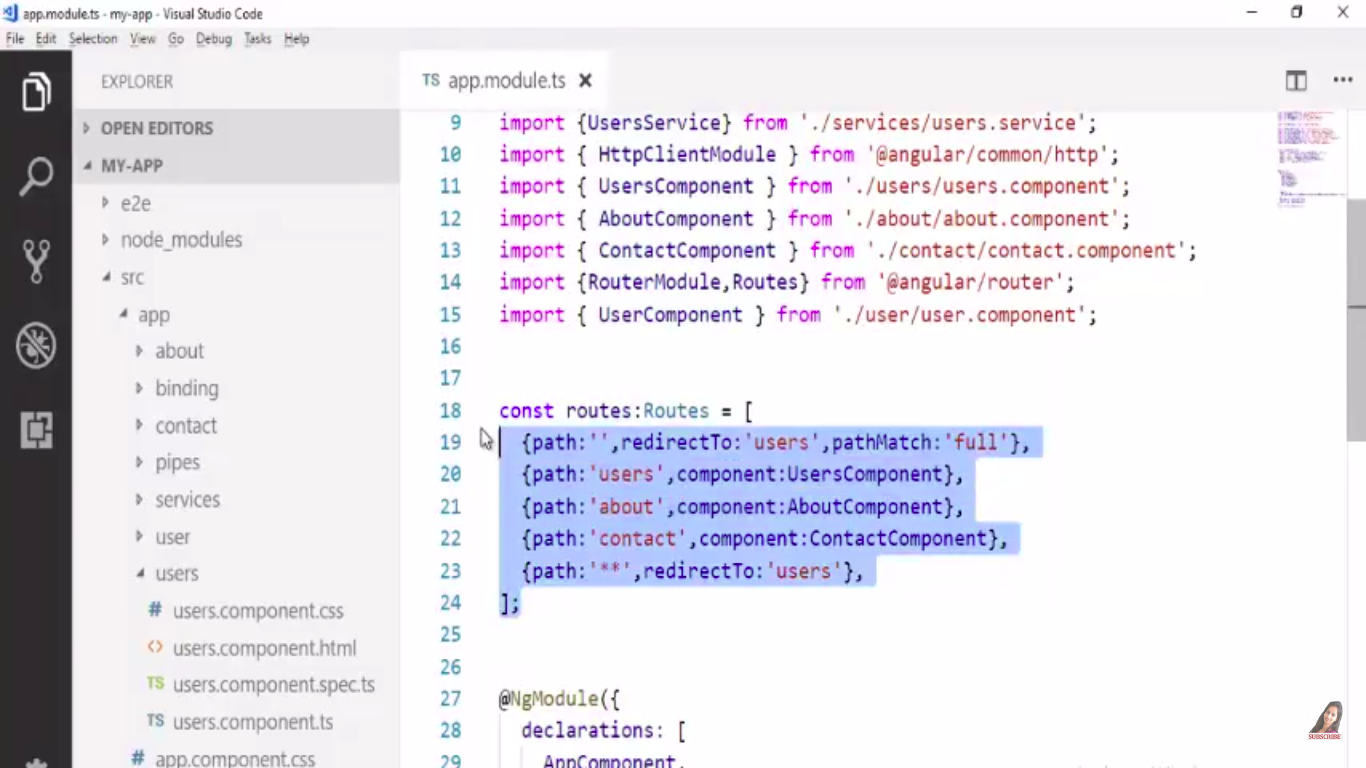 app.module.ts - my-app - Visual Studio Code
File Edit Selection View Go Debug Tasks Help
EXPLORER
OPEN EDITORS
MY-APP
e2e
node_modules
src
app
about
binding
contact
pipes
services
user
users
# users.component.css
<> users.component.html
TS users.component.spec.ts
TS users.component.ts
# app.component.css
TS app.module.ts
9 import {UsersService} from './services/users.service';
10 import { HttpClientModule } from '@angular/common/http';
11 import { UsersComponent } from './users/users.component';
12 import { AboutComponent } from './about/about.component';
13 import { ContactComponent } from './contact/contact.component';
14 import {RouterModule,Routes} from '@angular/router';
15 import { UserComponent } from './user/user.component';
16
17
18 const routes:Routes = [
19 {path:'',redirectTo:'users',pathMatch:'full'},
20 {path:'users',component:UsersComponent},
21 {path:'about',component:AboutComponent},
22 {path:'contact',component:ContactComponent},
23 {path:'**',redirectTo:'users'},
24 ];
25
26
27 @NgModule({
28 declarations: [
29 AppComponent,
SUBSCRIBE